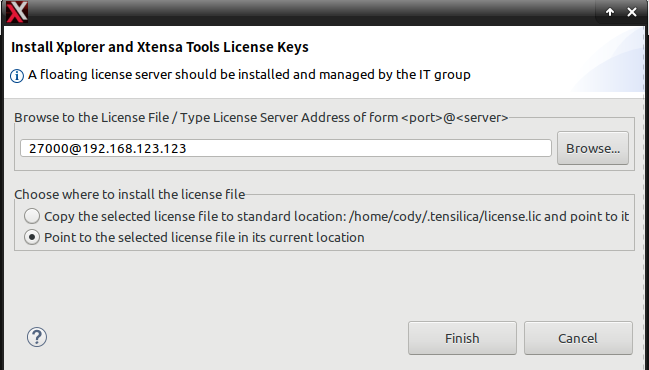 Install Xplorer and Xtensa Tools License Keys
A floating license server should be installed and managed by the IT group
Browse to the License File / Type License Server Address of form <port>@<server>
27000@192.168.123.123
Browse...
Choose where to install the license file
Copy the selected license file to standard location: /home/cody/.tensilica/license.lic and point to it
Point to the selected license file in its current location
?
Finish
Cancel